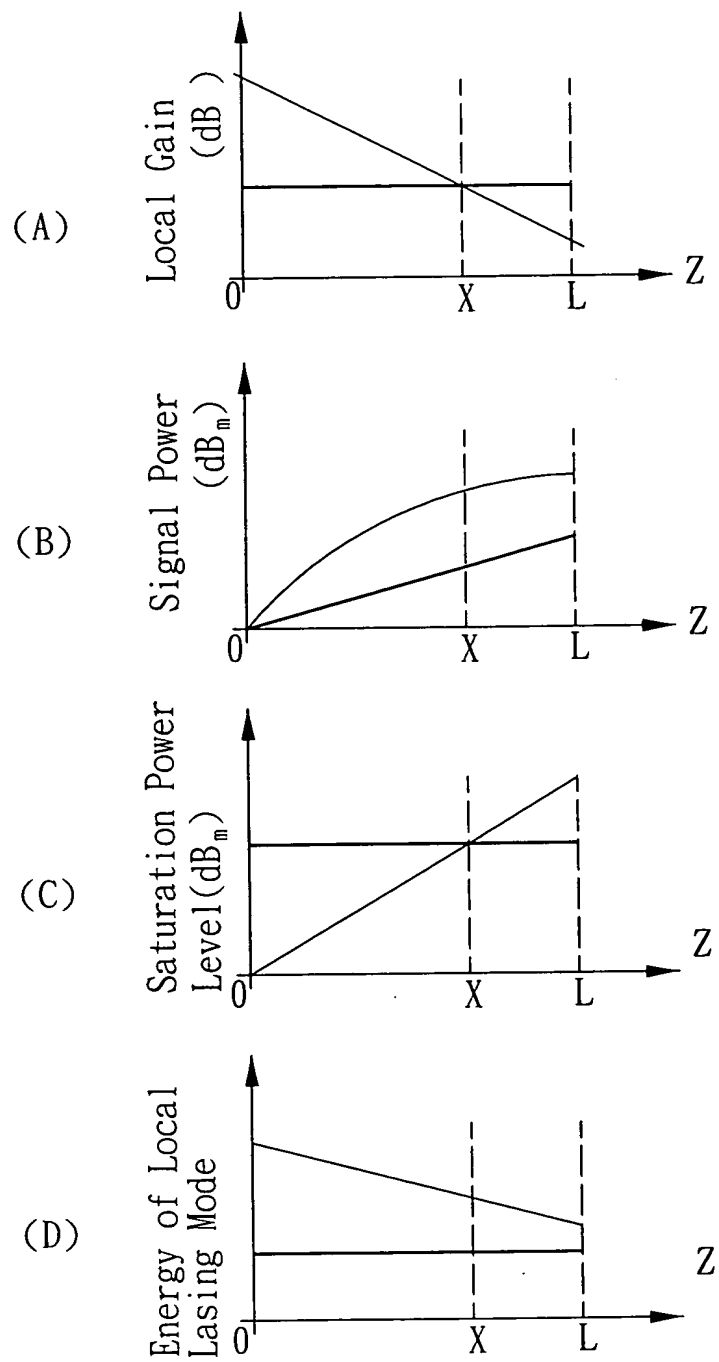 (A)
Local Gain
(dB )
0
X
L
Z
(B)
Signal Power
(dBm)
0
X
L
Z
(C)
Saturation Power
Level(dBm)
0
X
L
Z
(D)
Energy of Local
Lasing Mode
0
X
L
Z